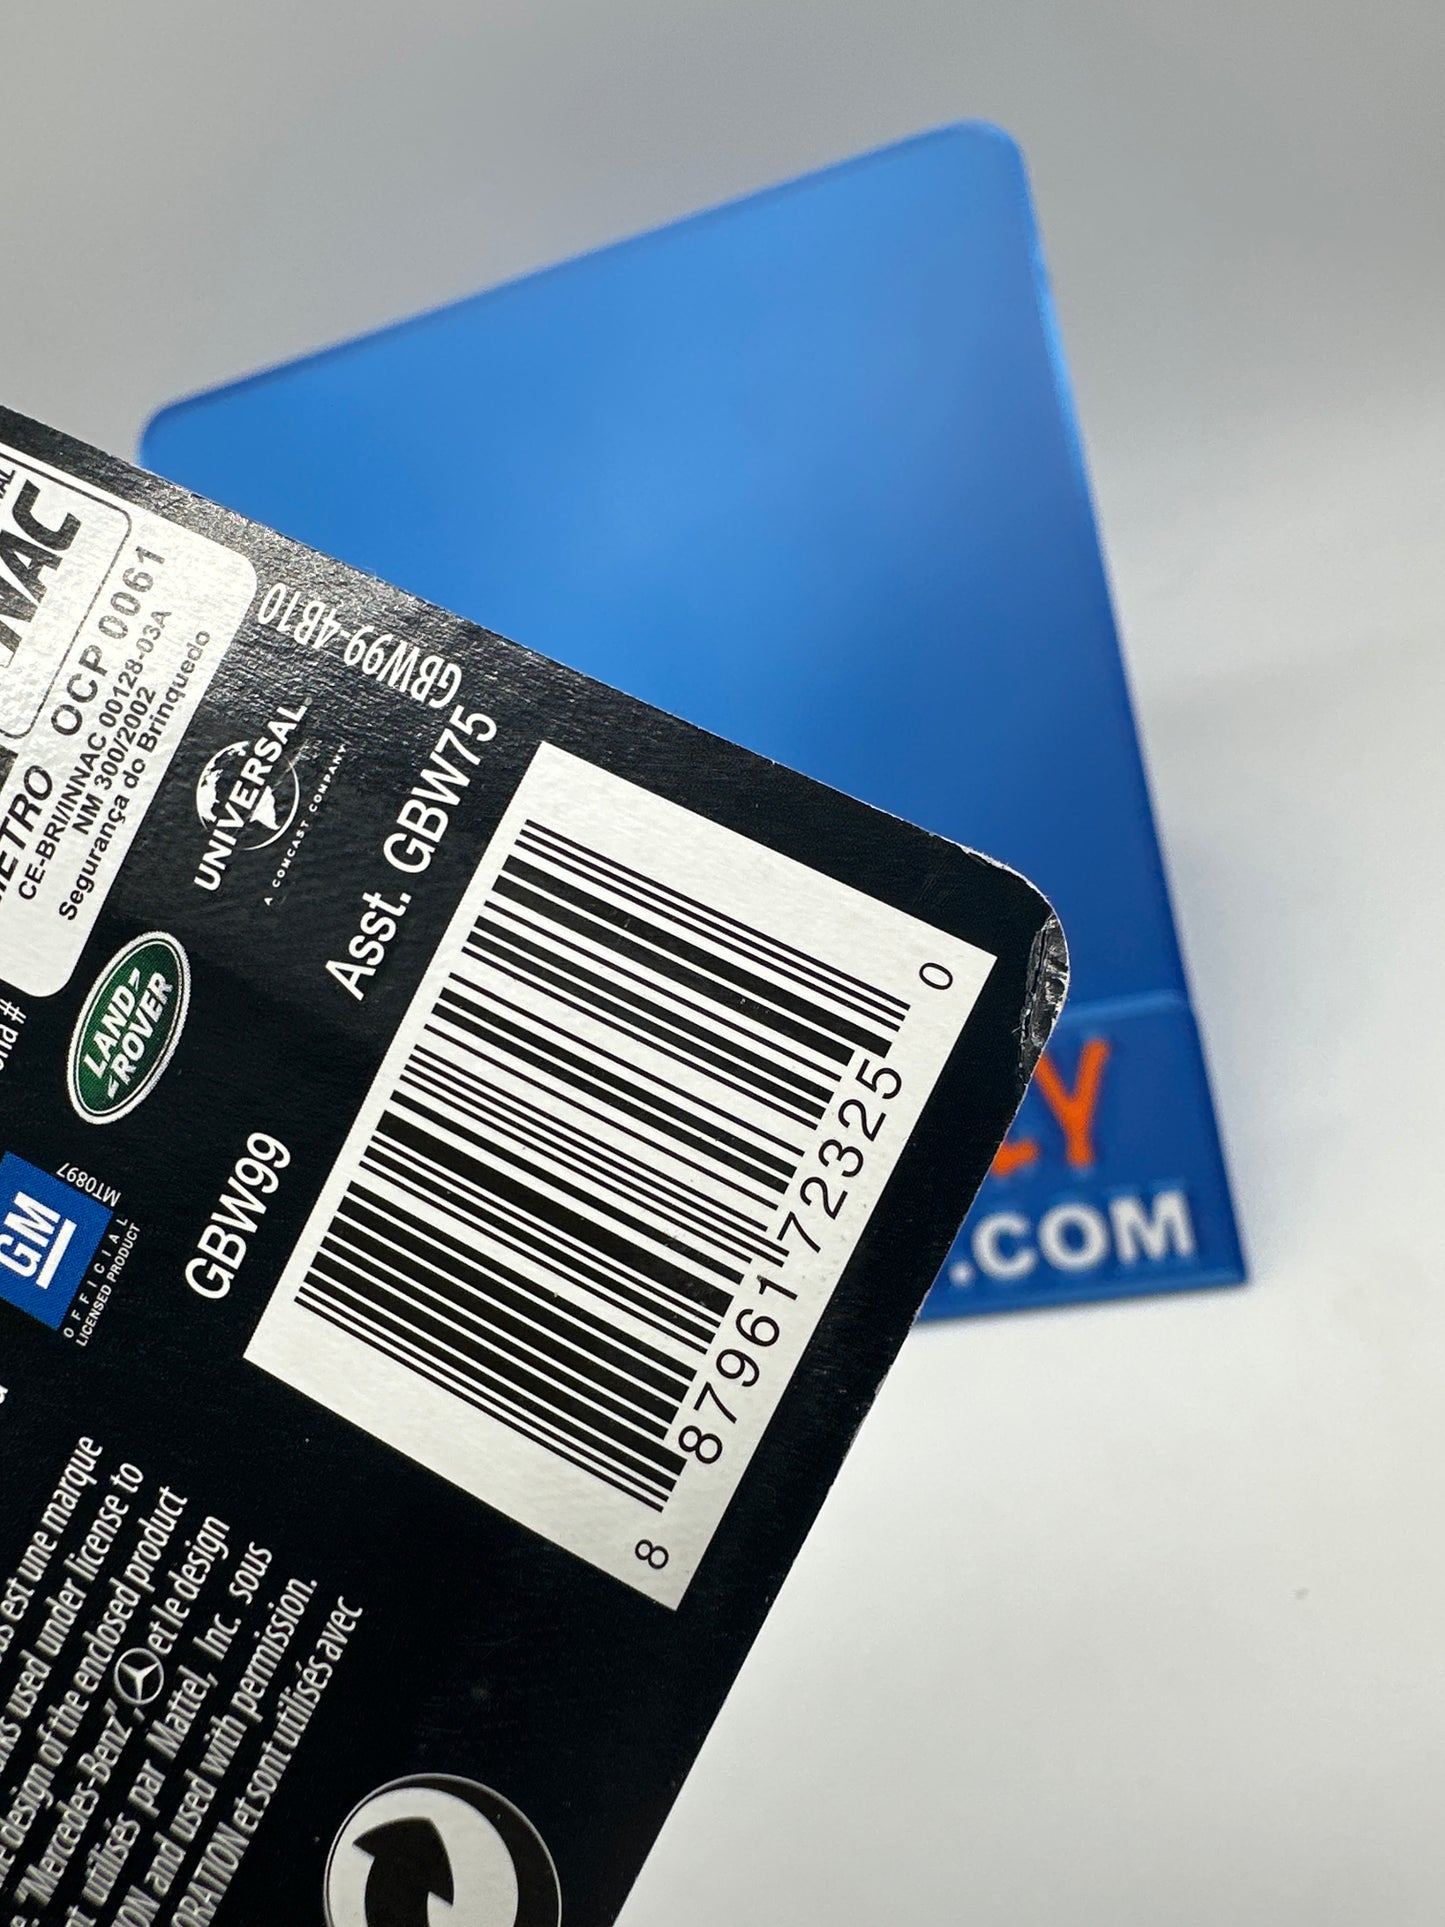 NAC
METRO OCP 0061
CE-BRI/INNAC 00128-03A
NM 300/2002
Segurança do Brinquedo
GBW99-4B10
UNIVERSAL
A COMCAST COMPANY
Asst. GBW75
LAND
ROVER
GBW99
GM
MT0897
OFFICIAL
LICENSED PRODUCT
8 87961 72325 0
est une marque
used under license to
design of the enclosed product
"Mercedes-Benz", et le design
utilisés par Mattel, Inc. sous
and used with permission.
et sont utilisés avec
LY
.COM